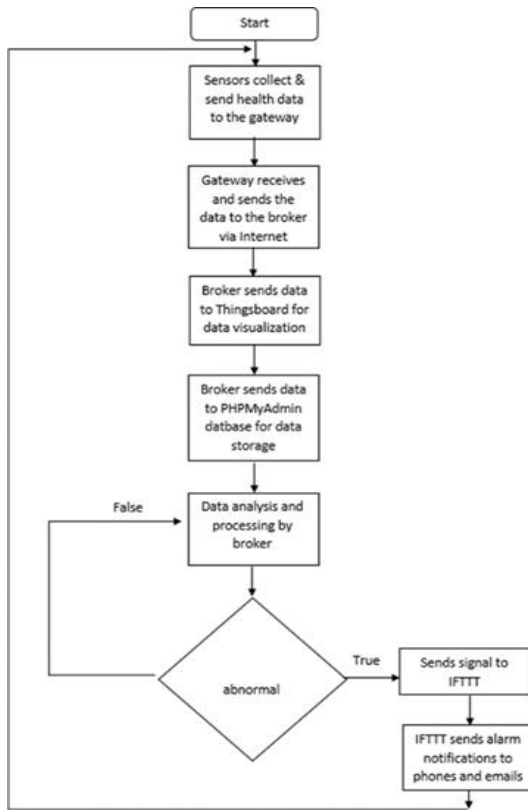 Start
Sensors collect &
send health data
to the gateway
Gateway receives
and sends the
data to the broker
via Internet
Broker sends data
to Thingsboard for
data visualization
Broker sends data
to PHPMyAdmin
datbase for data
storage
False
Data analysis and
processing by
broker
abnormal
True
Sends signal to
IFTTT
IFTTT sends alarm
notifications to
phones and emails